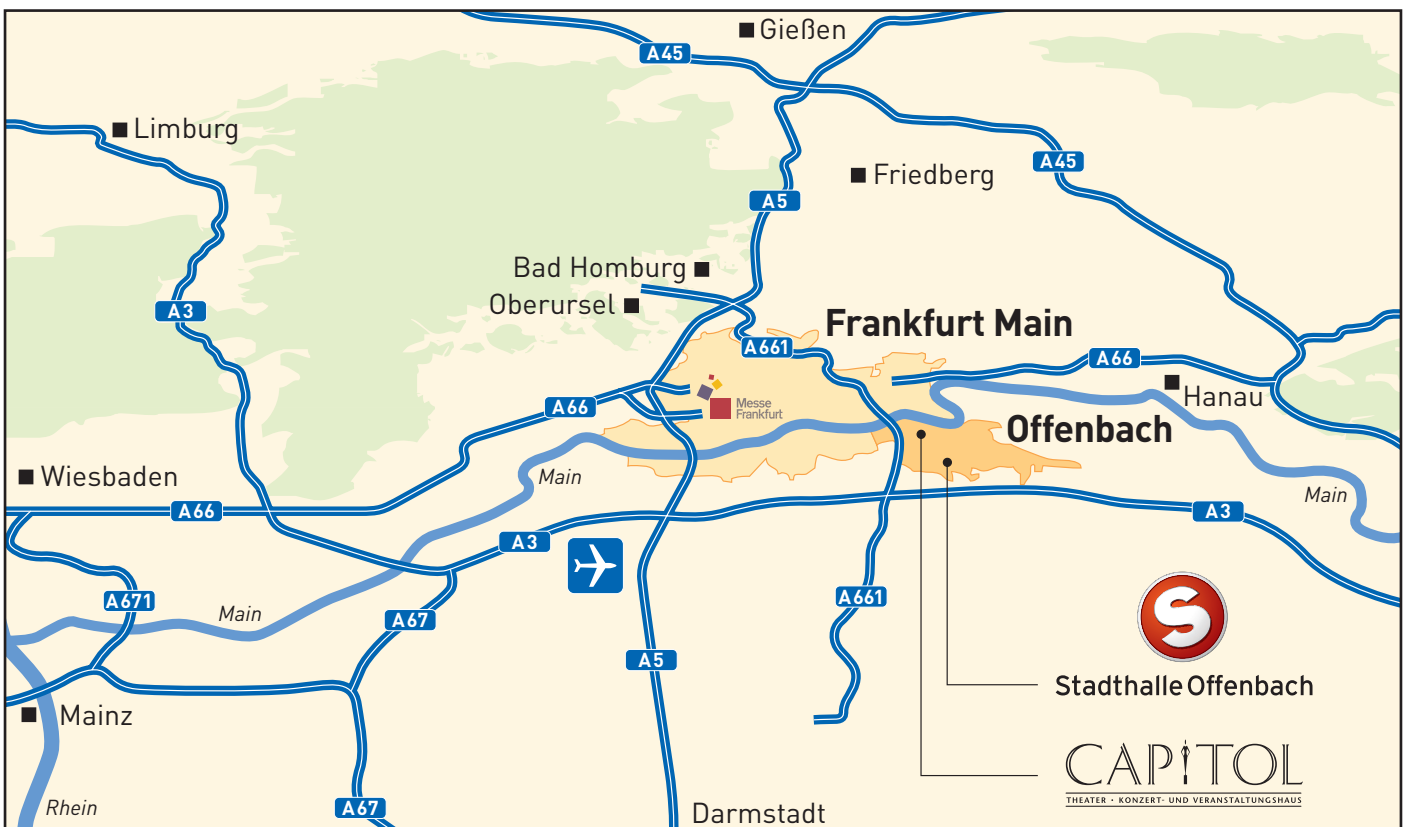 Gießen
A45
Limburg
A45
Friedberg
A5
Bad Homburg
Oberursel
A3
Frankfurt Main
A661
A66
Hanau
Messe
Frankfurt
A66
Offenbach
Wiesbaden
Main
Main
A66
A3
A3
A671
Main
A67
A661
S
A5
Stadthalle Offenbach
Mainz
CAPITOL
THEATER • KONZERT- UND VERANSTALTUNGSHAUS
Rhein
A67
Darmstadt